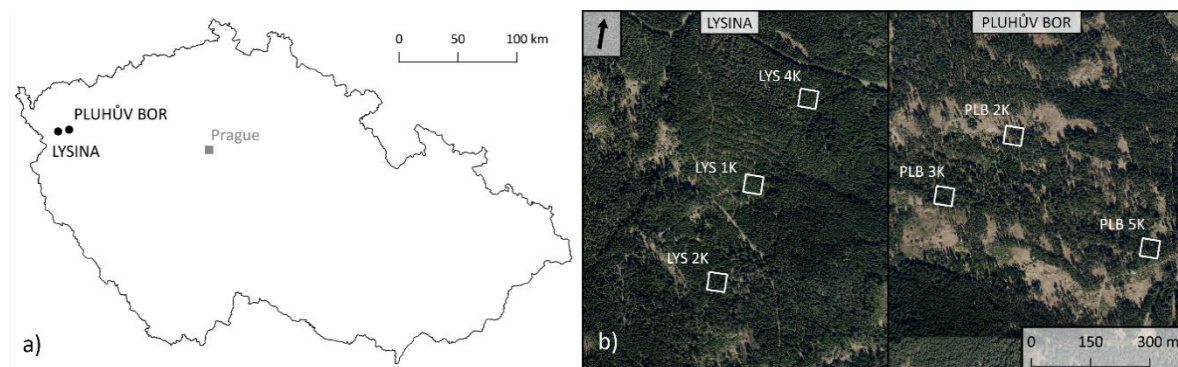 0 50 100 km
PLUHŮV BOR
LYSINA
Prague
a)
LYSINA
LYS 4K
LYS 1K
LYS 2K
b)
PLUHŮV BOR
PLB 2K
PLB 3K
PLB 5K
0 150 300 m